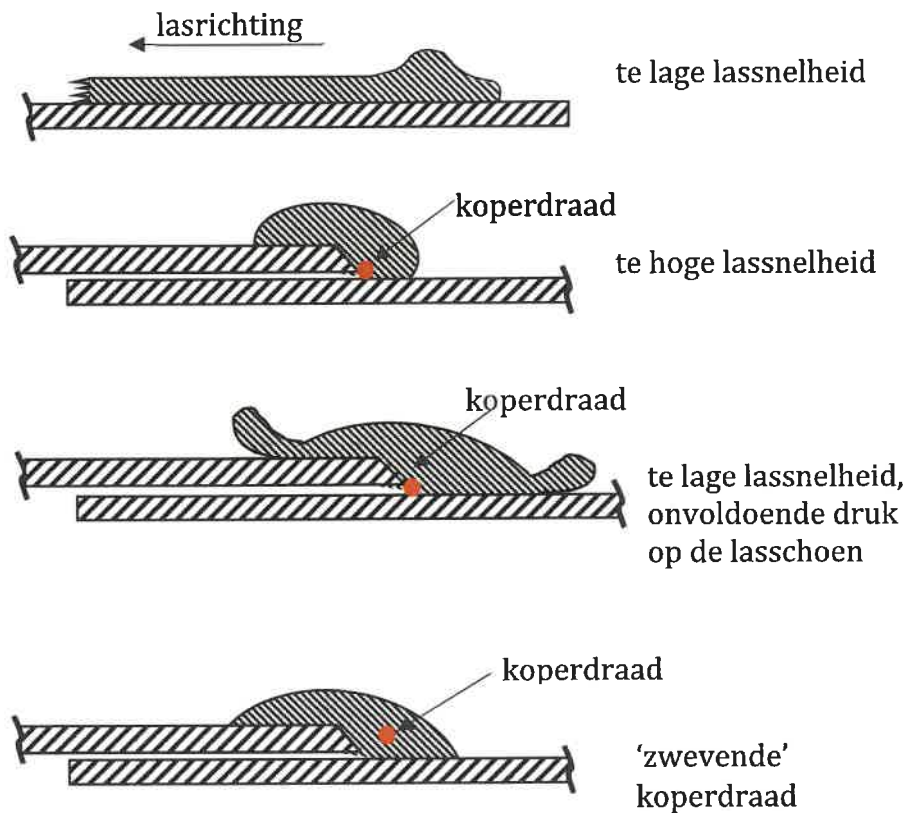 lasrichting
te lage lassnelheid
koperdraad
te hoge lassnelheid
koperdraad
te lage lassnelheid,
onvoldoende druk
op de lasschoen
koperdraad
‘zwevende’
koperdraad